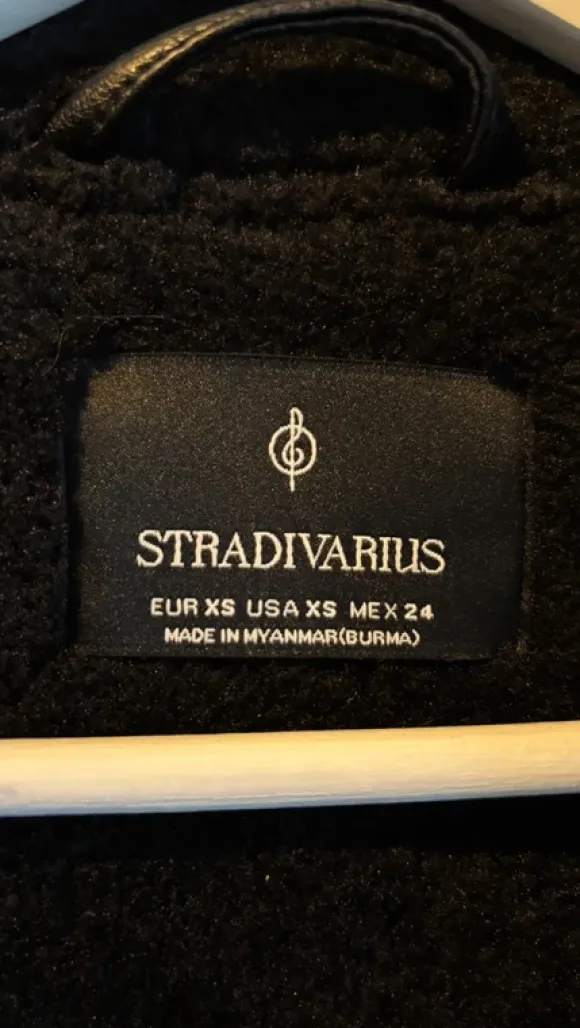 STRADIVARIUS
EUR XS USA XS MEX 24
MADE IN MYANMAR(BURMA)